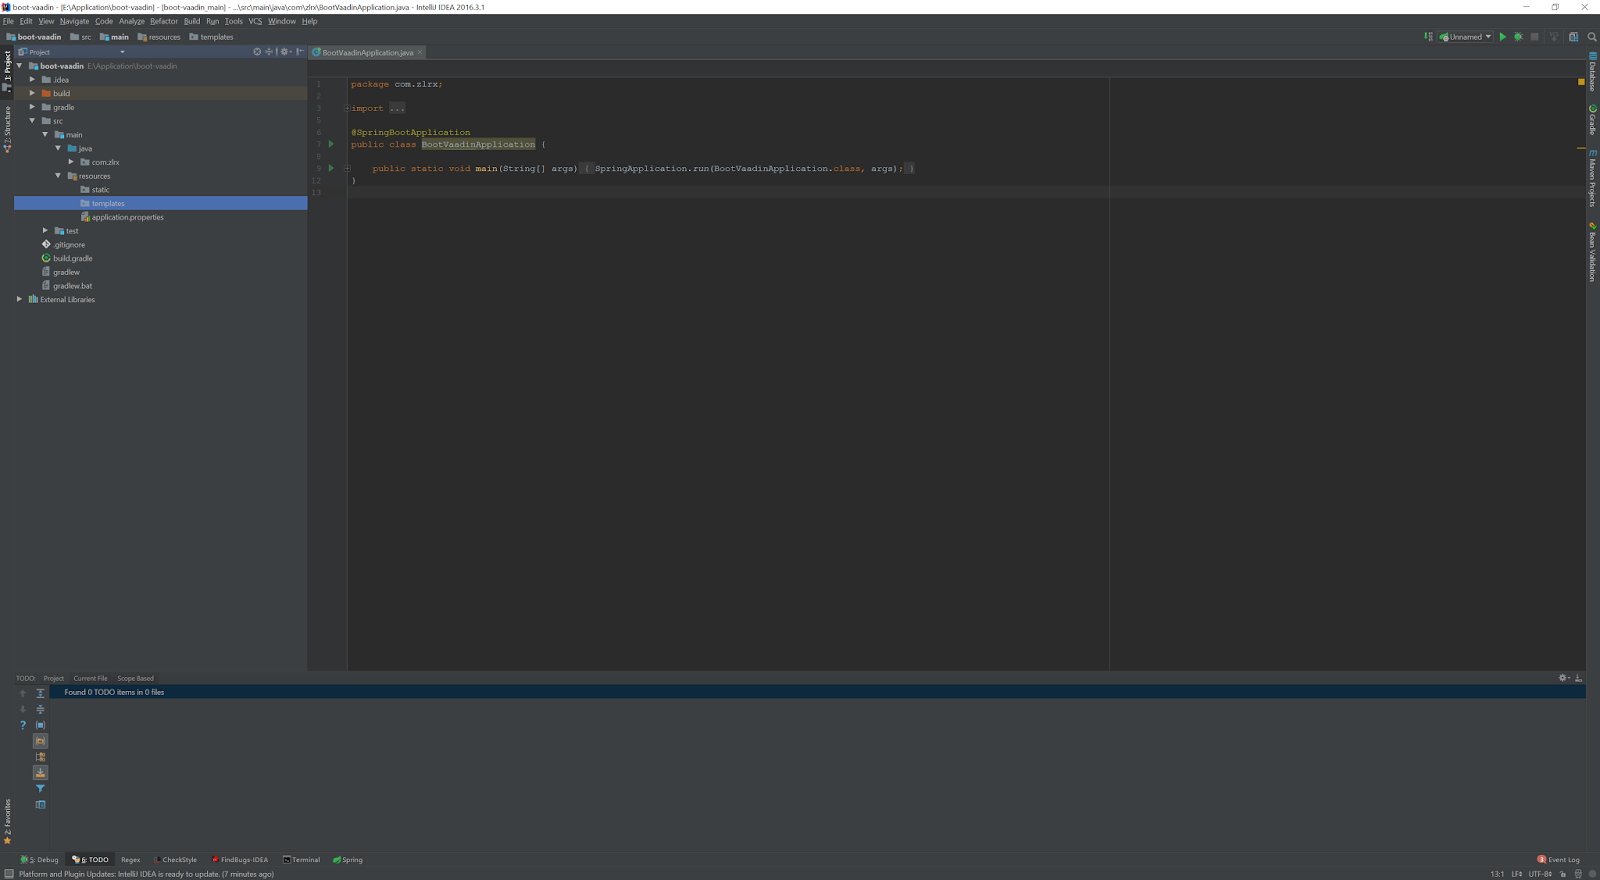 boot-vaadin - [E:\Application\boot-vaadin] - [boot-vaadin_main] - ...\src\main\java\com\zlrx\BootVaadinApplication.java - IntelliJ IDEA 2016.3.1
File Edit View Navigate Code Analyze Refactor Build Run Tools VCS Window Help
boot-vaadin src main resources templates Unnamed
Project BootVaadinApplication.java
boot-vaadin E:\Application\boot-vaadin
.idea
build
gradle
src
main
java
com.zlrx
resources
static
templates
application.properties
test
.gitignore
build.gradle
gradlew
gradlew.bat
External Libraries
1 package com.zlrx;
2
3 import ...
5
6 @SpringBootApplication
7 public class BootVaadinApplication {
8
9 public static void main(String[] args) { SpringApplication.run(BootVaadinApplication.class, args); }
12 }
13
1: Project
Z: Structure
2: Favorites
Database
Gradle
Maven Projects
Bean Validation
TODO: Project Current File Scope Based
Found 0 TODO items in 0 files
5: Debug 6: TODO Regex CheckStyle FindBugs-IDEA Terminal Spring Event Log
Platform and Plugin Updates: IntelliJ IDEA is ready to update. (7 minutes ago) 13:1 LF UTF-8